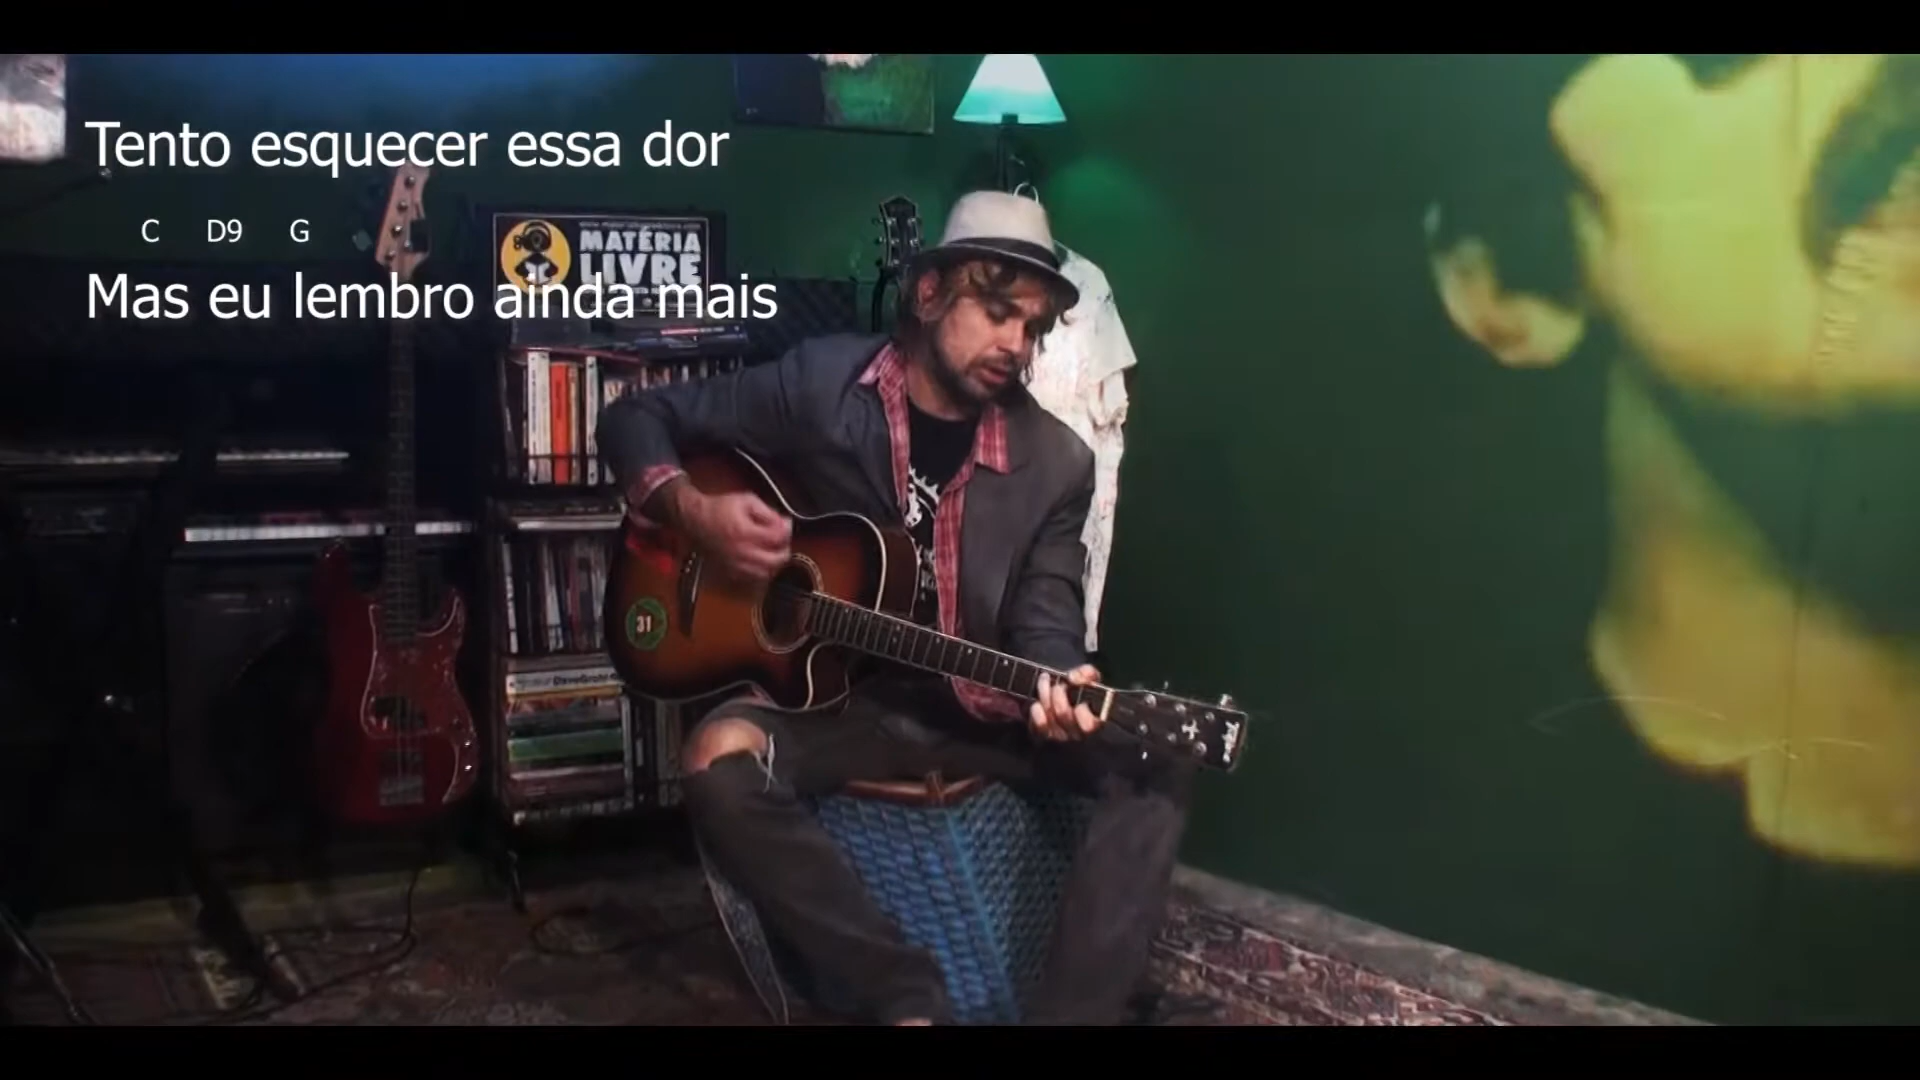 Tento esquecer essa dor
C D9 G
Mas eu lembro ainda mais
MATÉRIA
LIVRE
31